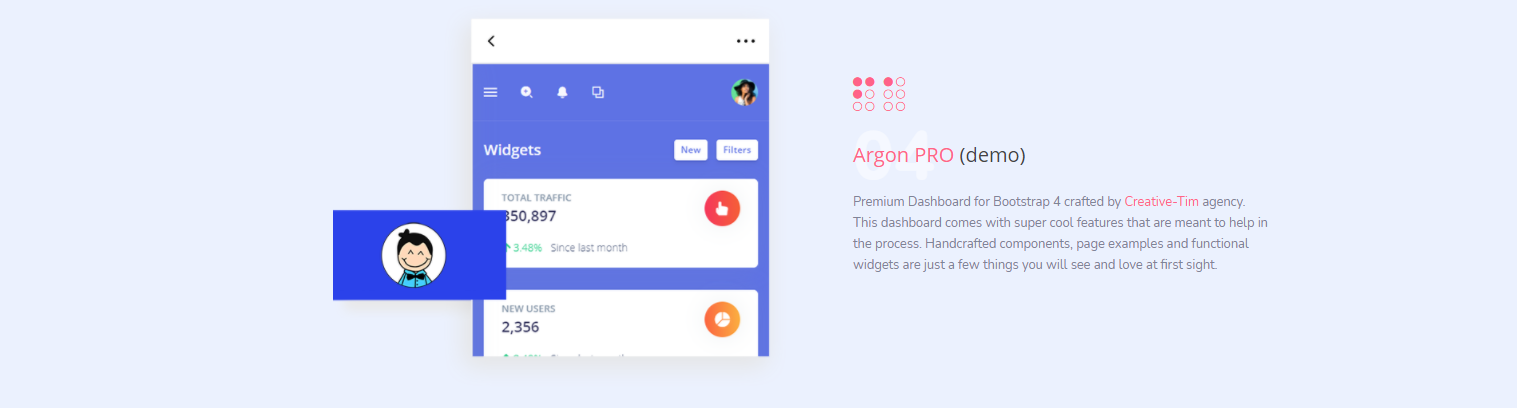 Widgets
New
Filters
TOTAL TRAFFIC
350,897
3.48% Since last month
NEW USERS
2,356
04
Argon PRO (demo)
Premium Dashboard for Bootstrap 4 crafted by Creative-Tim agency.
This dashboard comes with super cool features that are meant to help in
the process. Handcrafted components, page examples and functional
widgets are just a few things you will see and love at first sight.